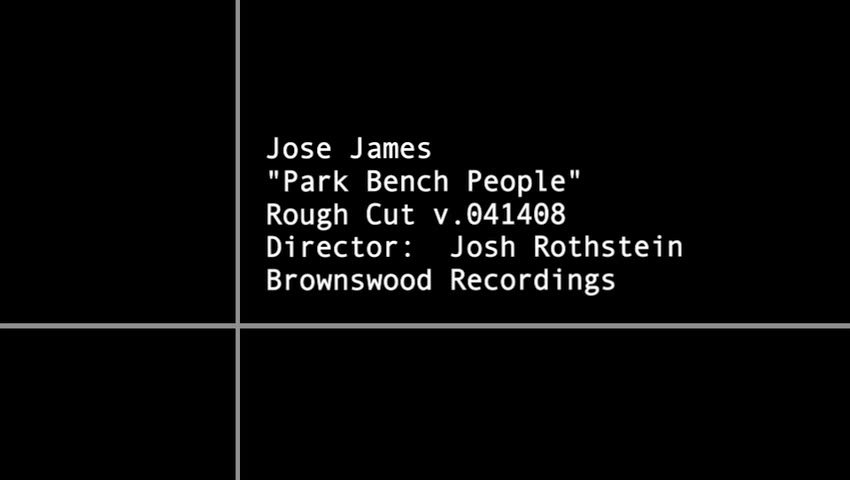 Jose James
"Park Bench People"
Rough Cut v.041408
Director:  Josh Rothstein
Brownswood Recordings